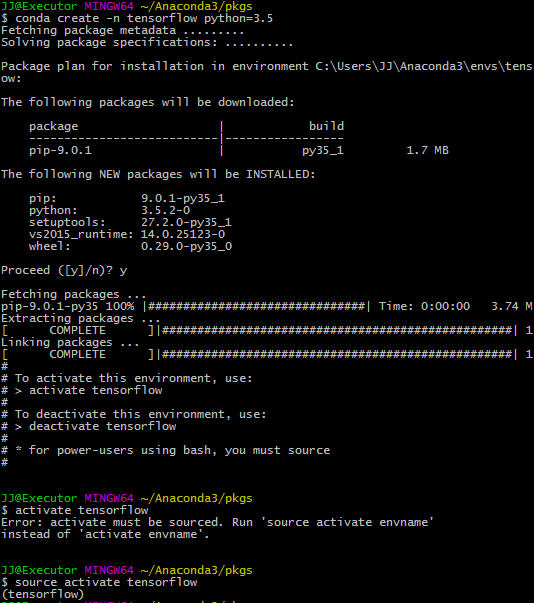 JJ@Executor MINGW64 ~/Anaconda3/pkgs
$ conda create -n tensorflow python=3.5
Fetching package metadata .........
Solving package specifications: ..........
Package plan for installation in environment C:\Users\JJ\Anaconda3\envs\tens
ow:
The following packages will be downloaded:
package | build
---------------------------|-----------------
pip-9.0.1 | py35_1 1.7 MB
The following NEW packages will be INSTALLED:
pip: 9.0.1-py35_1
python: 3.5.2-0
setuptools: 27.2.0-py35_1
vs2015_runtime: 14.0.25123-0
wheel: 0.29.0-py35_0
Proceed ([y]/n)? y
Fetching packages ...
pip-9.0.1-py35 100% |###############################| Time: 0:00:00 3.74 M
Extracting packages ...
[ COMPLETE ]|##################################################| 1
Linking packages ...
[ COMPLETE ]|##################################################| 1
#
# To activate this environment, use:
# > activate tensorflow
#
# To deactivate this environment, use:
# > deactivate tensorflow
#
# * for power-users using bash, you must source
#
JJ@Executor MINGW64 ~/Anaconda3/pkgs
$ activate tensorflow
Error: activate must be sourced. Run 'source activate envname'
instead of 'activate envname'.
JJ@Executor MINGW64 ~/Anaconda3/pkgs
$ source activate tensorflow
(tensorflow)